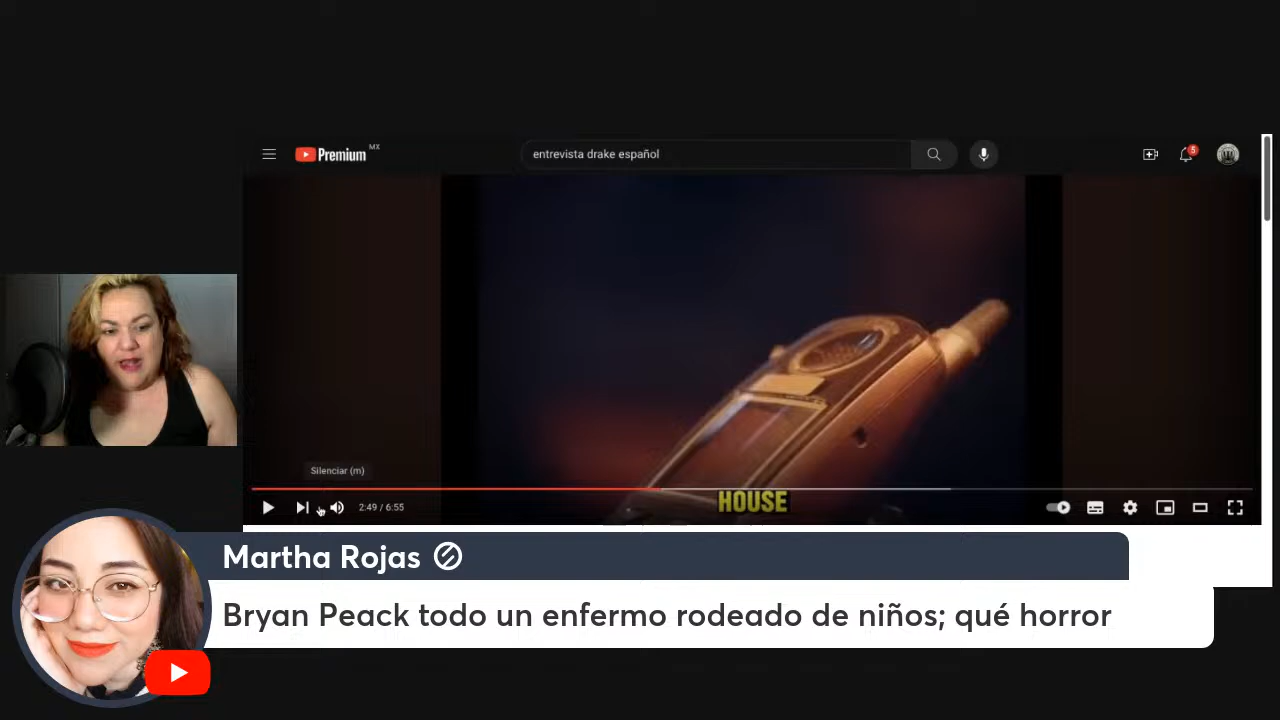 Premium MX
entrevista drake español
5
Silenciar (m)
HOUSE
2:49 / 6:55
Martha Rojas
Bryan Peack todo un enfermo rodeado de niños; qué horror